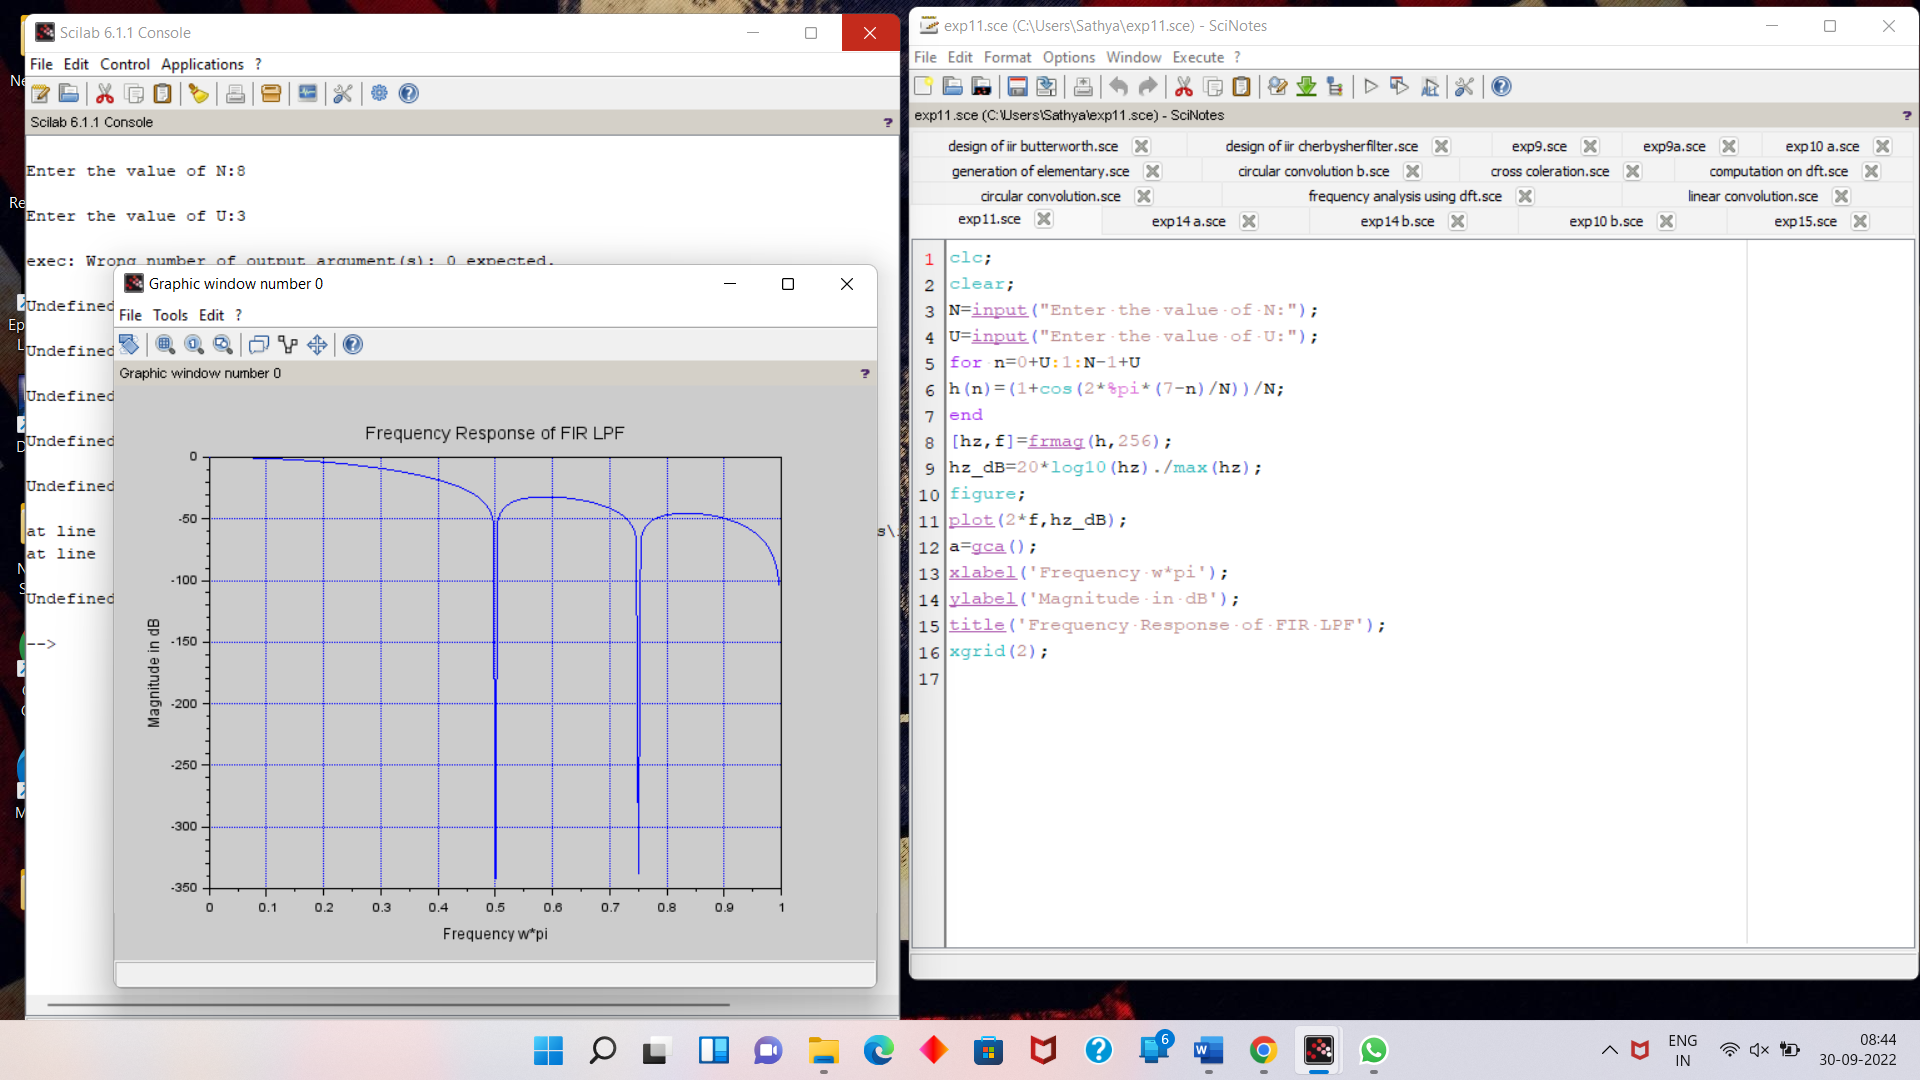 Scilab 6.1.1 Console
File Edit Control Applications ?
Scilab 6.1.1 Console ?
Enter the value of N:8
Enter the value of U:3
exec: Wrong number of output argument(s): 0 expected.
Undefined
Undefined
Undefined
Undefined
Undefined
at line
at line
Undefined
-->
Graphic window number 0
File Tools Edit ?
Graphic window number 0 ?
Frequency Response of FIR LPF
0
-50
-100
-150
-200
-250
-300
-350
Magnitude in dB
0 0.1 0.2 0.3 0.4 0.5 0.6 0.7 0.8 0.9 1
Frequency w*pi
exp11.sce (C:\Users\Sathya\exp11.sce) - SciNotes
File Edit Format Options Window Execute ?
exp11.sce (C:\Users\Sathya\exp11.sce) - SciNotes ?
design of iir butterworth.sce design of iir cherbysherfilter.sce exp9.sce exp9a.sce exp10 a.sce
generation of elementary.sce circular convolution b.sce cross coleration.sce computation on dft.sce
circular convolution.sce frequency analysis using dft.sce linear convolution.sce
exp11.sce exp14 a.sce exp14 b.sce exp10 b.sce exp15.sce
1 clc;
2 clear;
3 N=input("Enter the value of N:");
4 U=input("Enter the value of U:");
5 for n=0+U:1:N-1+U
6 h(n)=(1+cos(2*%pi*(7-n)/N))/N;
7 end
8 [hz,f]=frmag(h,256);
9 hz_dB=20*log10(hz)./max(hz);
10 figure;
11 plot(2*f,hz_dB);
12 a=gca();
13 xlabel('Frequency w*pi');
14 ylabel('Magnitude in dB');
15 title('Frequency Response of FIR LPF');
16 xgrid(2);
17
6
ENG
IN
08:44
30-09-2022